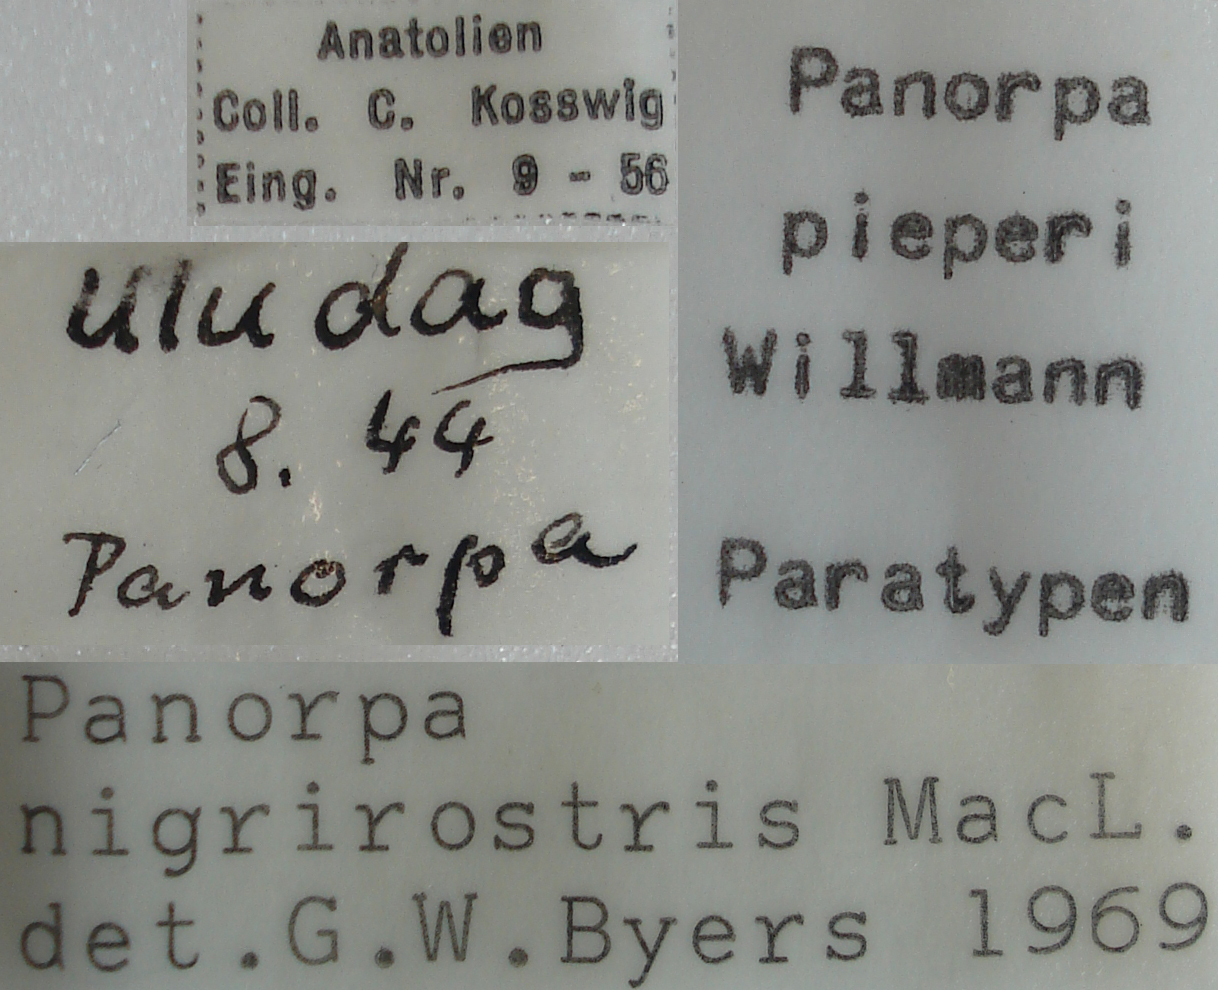 Anatolien
Coll. C. Kosswig
Eing. Nr. 9 - 56
Uludag
8. 44
Panorpa
Panorpa
pieperi
Willmann
Paratypen
Panorpa
nigrirostris MacL.
det.G.W.Byers 1969